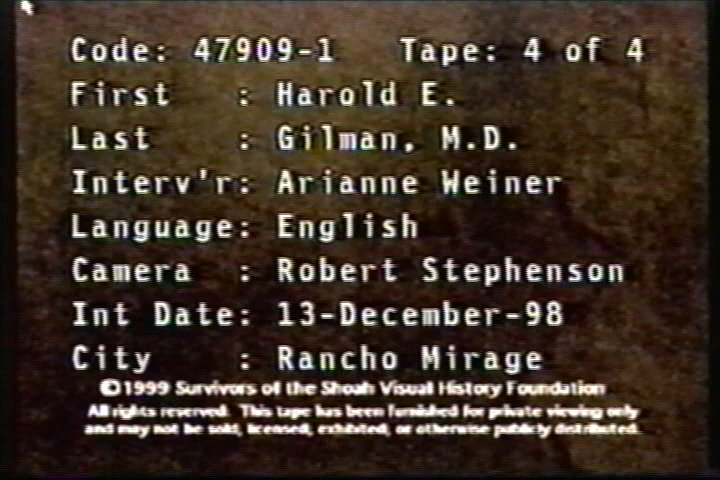 Code: 47909-1 Tape: 4 of 4
First : Harold E.
Last : Gilman, M.D.
Interv'r: Arianne Weiner
Language: English
Camera : Robert Stephenson
Int Date: 13-December-98
City : Rancho Mirage
©1999 Survivors of the Shoah Visual History Foundation
All rights reserved. This tape has been furnished for private viewing only
and may not be sold, licensed, exhibited, or otherwise publicly distributed.